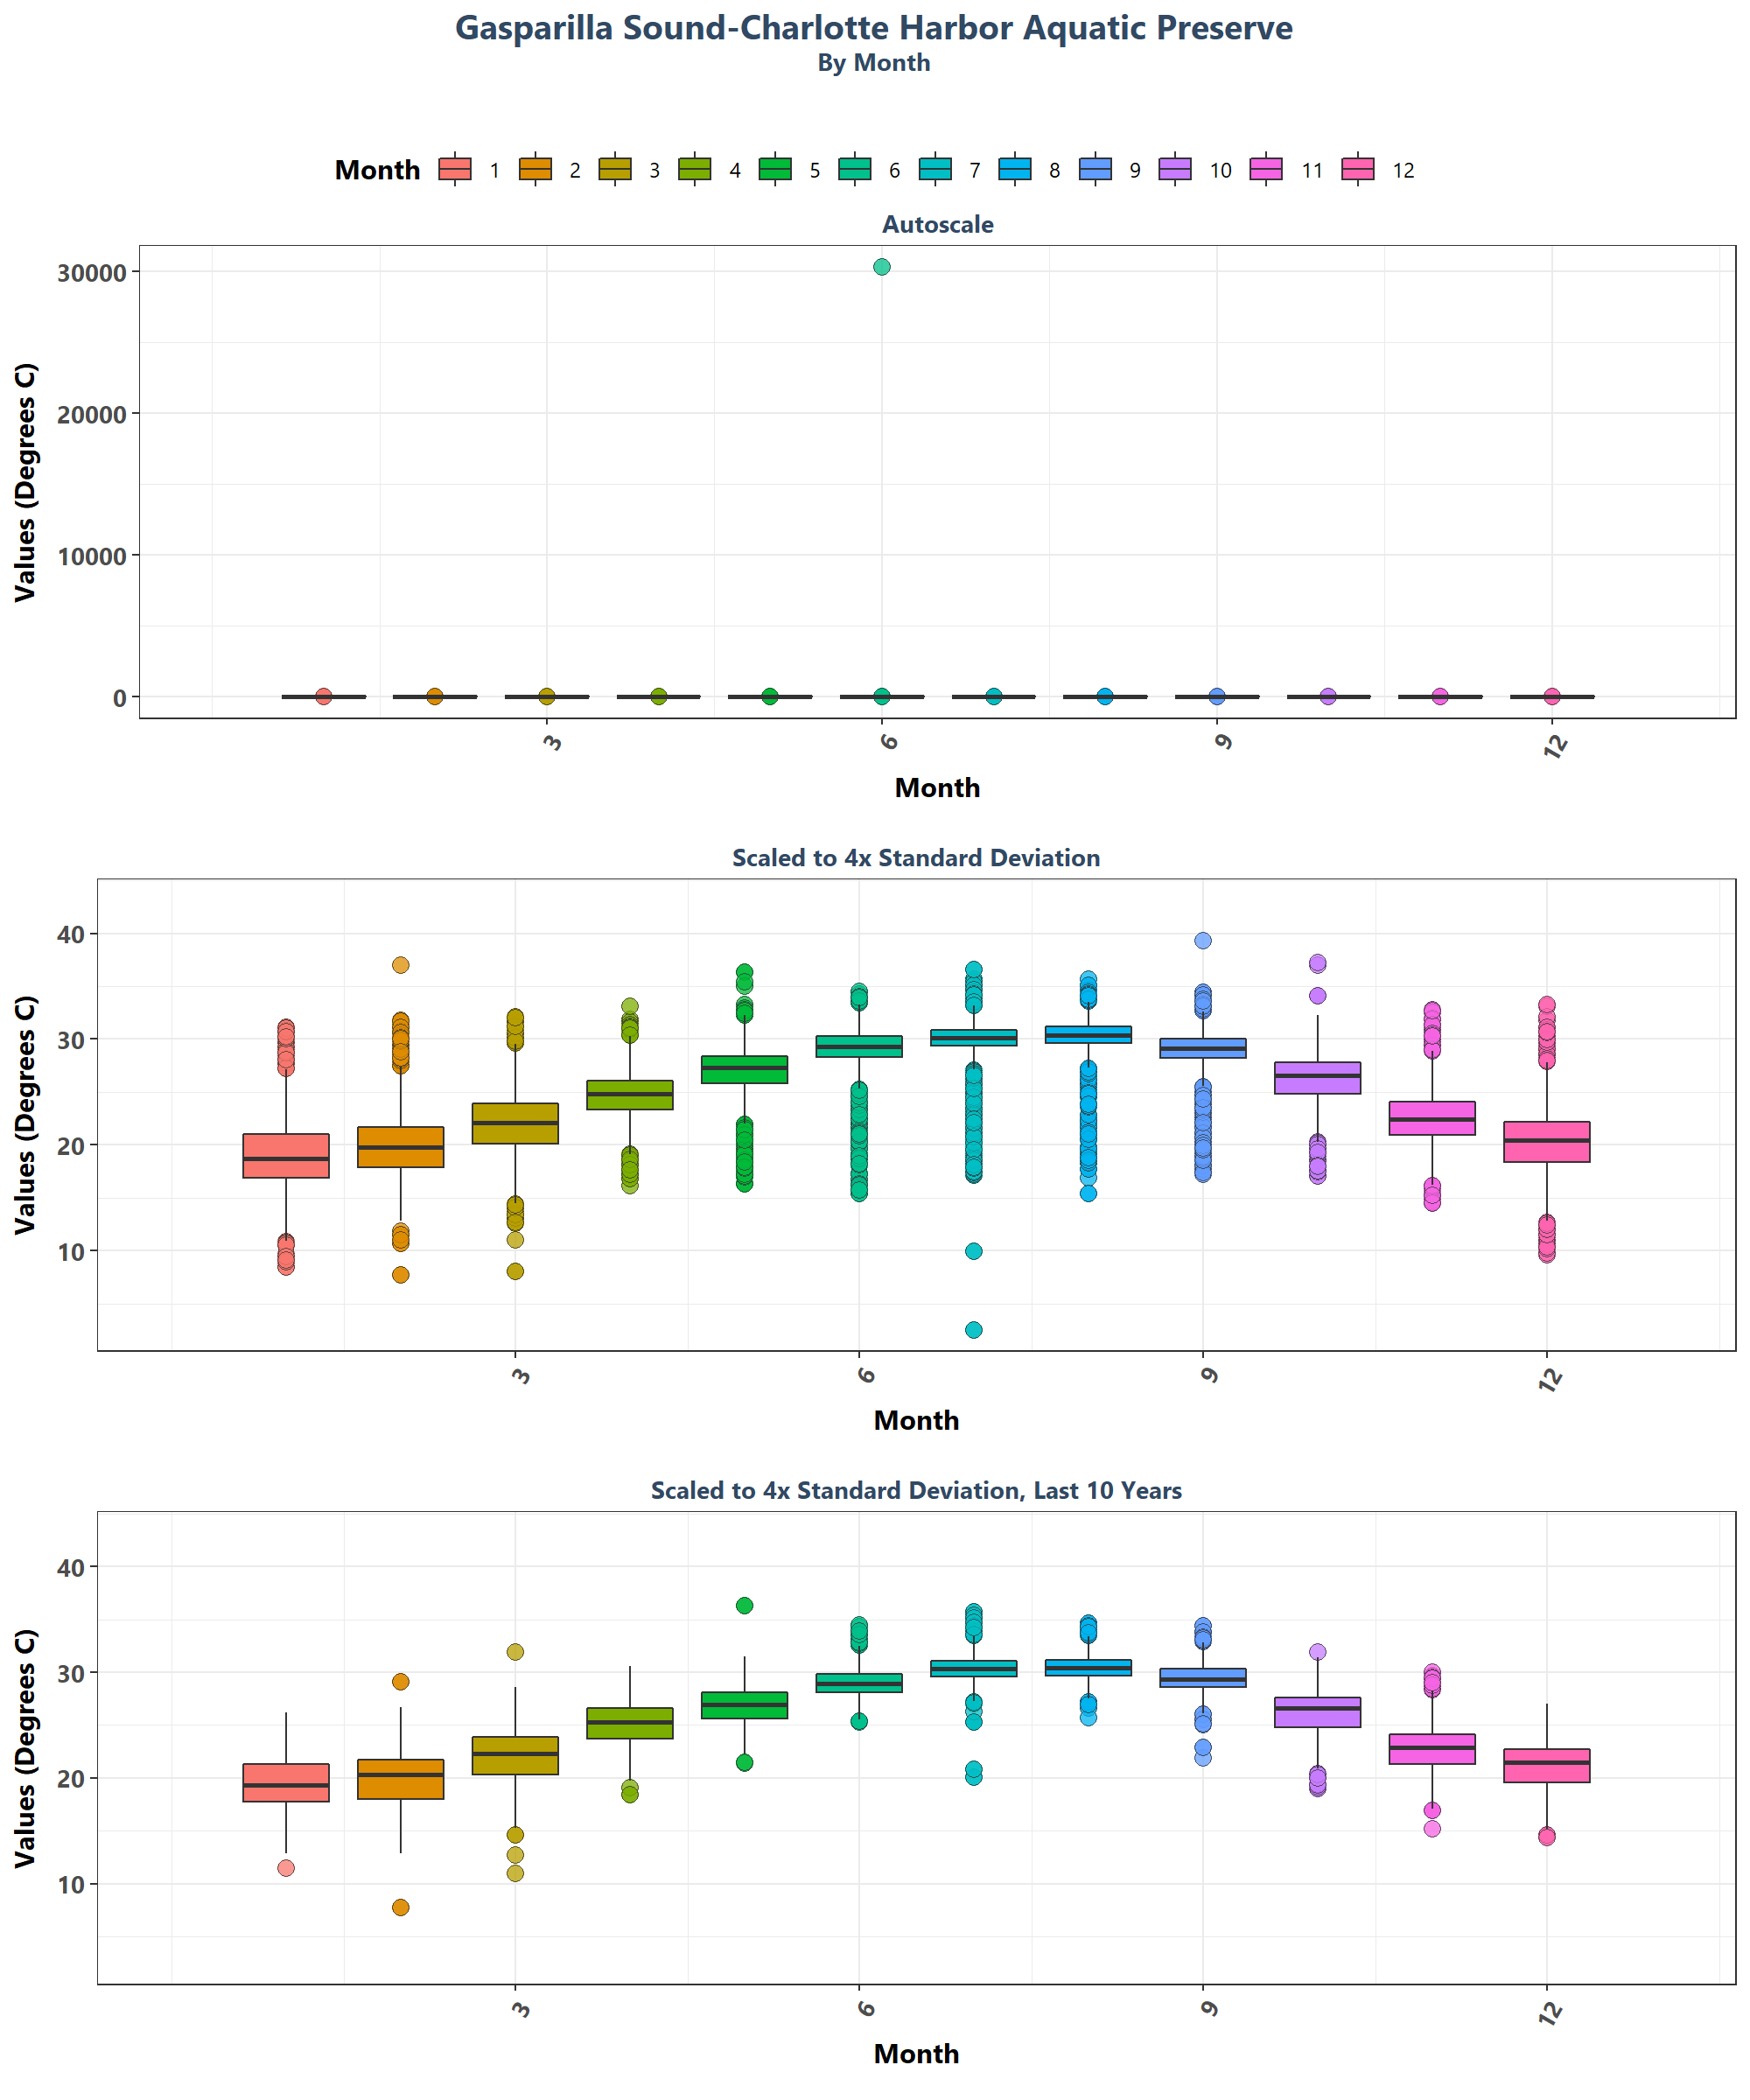 Gasparilla Sound-Charlotte Harbor Aquatic Preserve
By Month
Month 1 2 3 4 5 6 7 8 9 10 11 12
Autoscale
Values (Degrees C)
30000
20000
10000
0
3 6 9 12
Month
Scaled to 4x Standard Deviation
Values (Degrees C)
40
30
20
10
3 6 9 12
Month
Scaled to 4x Standard Deviation, Last 10 Years
Values (Degrees C)
40
30
20
10
3 6 9 12
Month